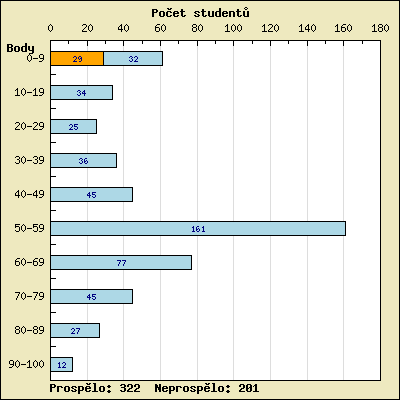 Počet studentů
0 20 40 60 80 100 120 140 160 180
Body
0-9 29 32
10-19 34
20-29 25
30-39 36
40-49 45
50-59 161
60-69 77
70-79 45
80-89 27
90-100 12
Prospělo: 322 Neprospělo: 201